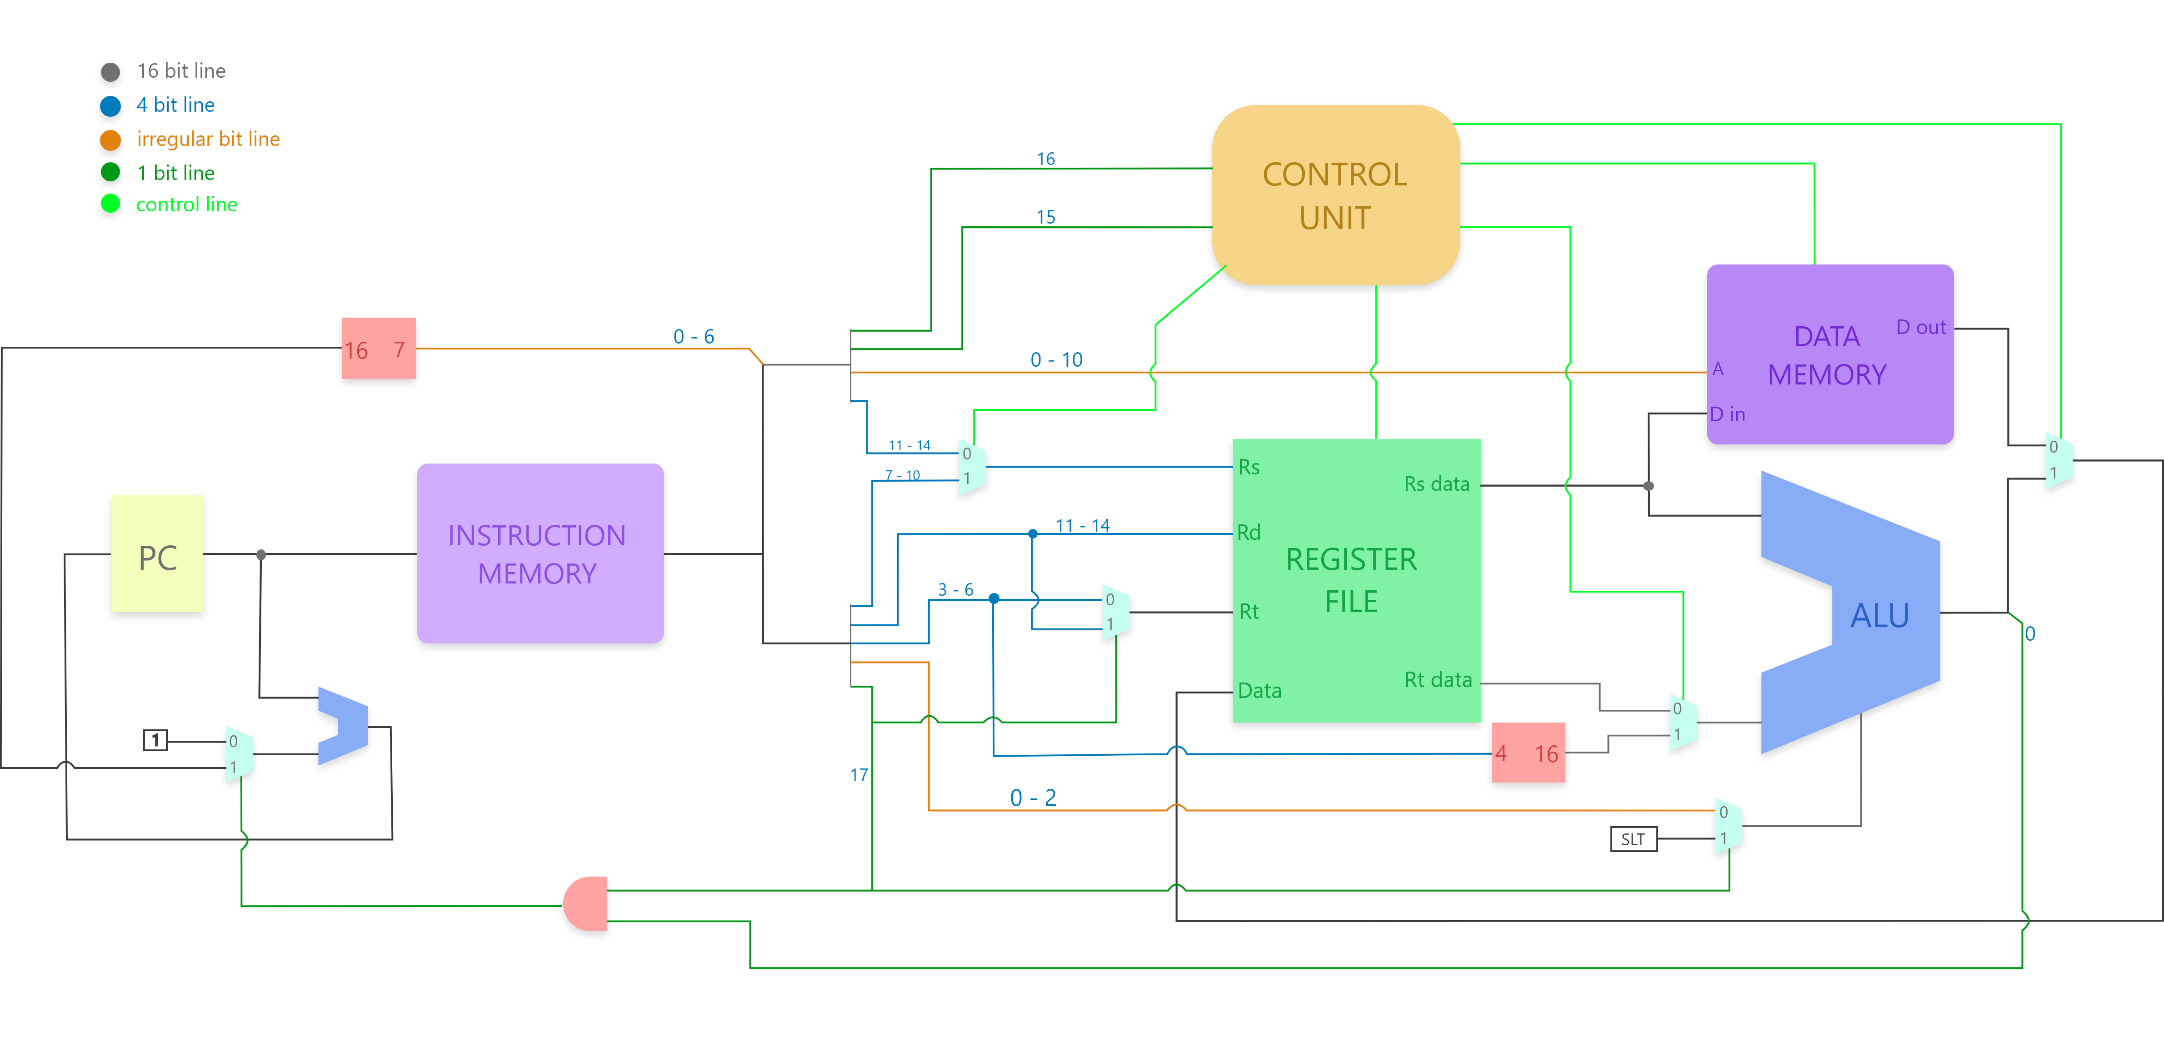 16 bit line
4 bit line
irregular bit line
1 bit line
control line
16
15
CONTROL
UNIT
16 7
0 - 6
0 - 10
DATA
MEMORY
D out
A
D in
11 - 14
0
1
7 - 10
0
1
Rs
Rs data
INSTRUCTION
MEMORY
PC
11 - 14
Rd
REGISTER
FILE
3 - 6
0
1
Rt
ALU
0
Data
Rt data
0
1
1
0
1
4 16
17
0 - 2
0
1
SLT